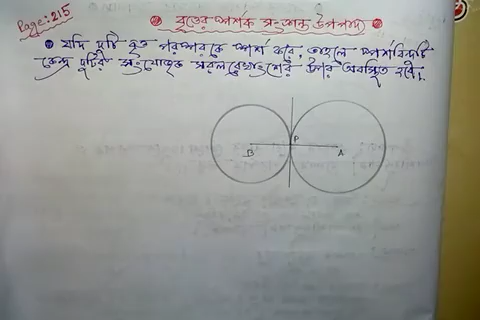 Page: 215
বৃত্তের স্পর্শক সংক্রান্ত উপপাদ্য
যদি দুটি বৃত্ত পরস্পরকে স্পর্শ করে, তাহলে স্পর্শবিন্দুটি
কেন্দ্র দুটির সংযোজক সরলরেখাংশের উপর অবস্থিত হবে।
P
B
A